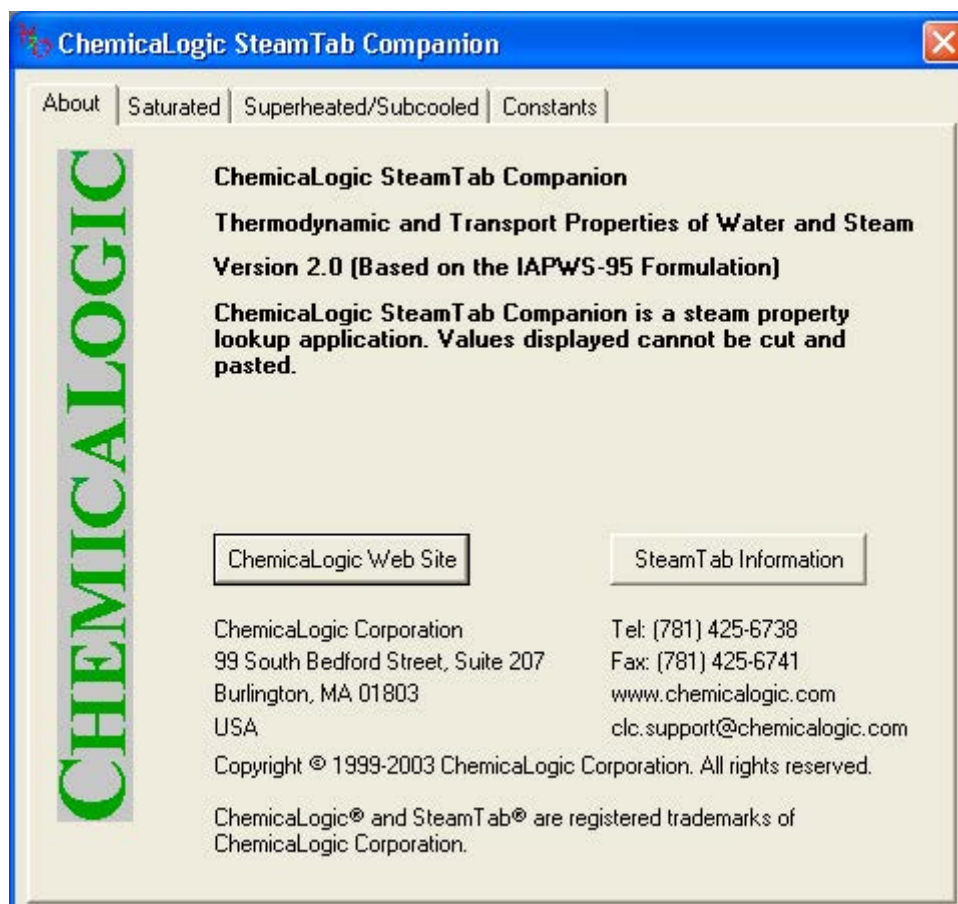 ChemicaLogic SteamTab Companion
About Saturated Superheated/Subcooled Constants
CHEMICALOGIC
ChemicaLogic SteamTab Companion
Thermodynamic and Transport Properties of Water and Steam
Version 2.0 (Based on the IAPWS-95 Formulation)
ChemicaLogic SteamTab Companion is a steam property
lookup application. Values displayed cannot be cut and
pasted.
ChemicaLogic Web Site SteamTab Information
ChemicaLogic Corporation Tel: (781) 425-6738
99 South Bedford Street, Suite 207 Fax: (781) 425-6741
Burlington, MA 01803 www.chemicalogic.com
USA clc.support@chemicalogic.com
Copyright © 1999-2003 ChemicaLogic Corporation. All rights reserved.
ChemicaLogic® and SteamTab® are registered trademarks of
ChemicaLogic Corporation.